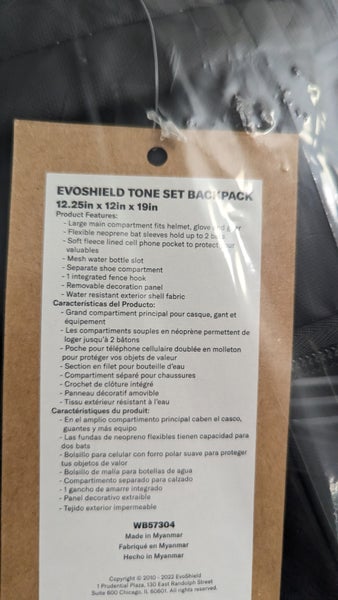 EVOSHIELD TONE SET BACKPACK
12.25in x 12in x 19in
Product Features:
- Large main compartment fits helmet, glove and
- Flexible neoprene bat sleeves hold up to 2
- Soft fleece lined cell phone pocket to protect
valuables
- Mesh water bottle slot
- Separate shoe compartment
- 1 integrated fence hook
- Removable decoration panel
- Water resistant exterior shell fabric
Caracteristicas del Producto:
- Grand compartiment principal pour casque, gant et
équipement
- Les compartiments souples en néoprène permettent de
loger jusqu'à 2 bâtons
- Poche pour téléphone cellulaire doublée en molleton
pour protéger vos objets de valeur
- Section en filet pour bouteille d'eau
- Compartiment séparé pour chaussures
- Crochet de clôture intégré
- Panneau décoratif amovible
- Tissu extérieur résistant à l'eau
Caractéristiques du produit:
- En el amplio compartimento principal caben el casco,
guantes y más equipo
- Las fundas de neopreno flexibles tienen capacidad para
dos bats
- Bolsillo para celular con forro polar suave para proteger
tus objetos de valor
- Bolsillo de malla para botellas de agua
- Compartimento separado para calzado
- 1 gancho de amarre integrado
- Panel decorativo extraible
- Tejido exterior impermeable
WB57304
Made in Myanmar
Fabriqué en Myanmar
Hecho in Myanmar
Copyright © 2010 - 2022 EvoShield
1 Prudential Plaza, 130 East Randolph Street
Suite 600 Chicago, IL 60601. All rights reserved.